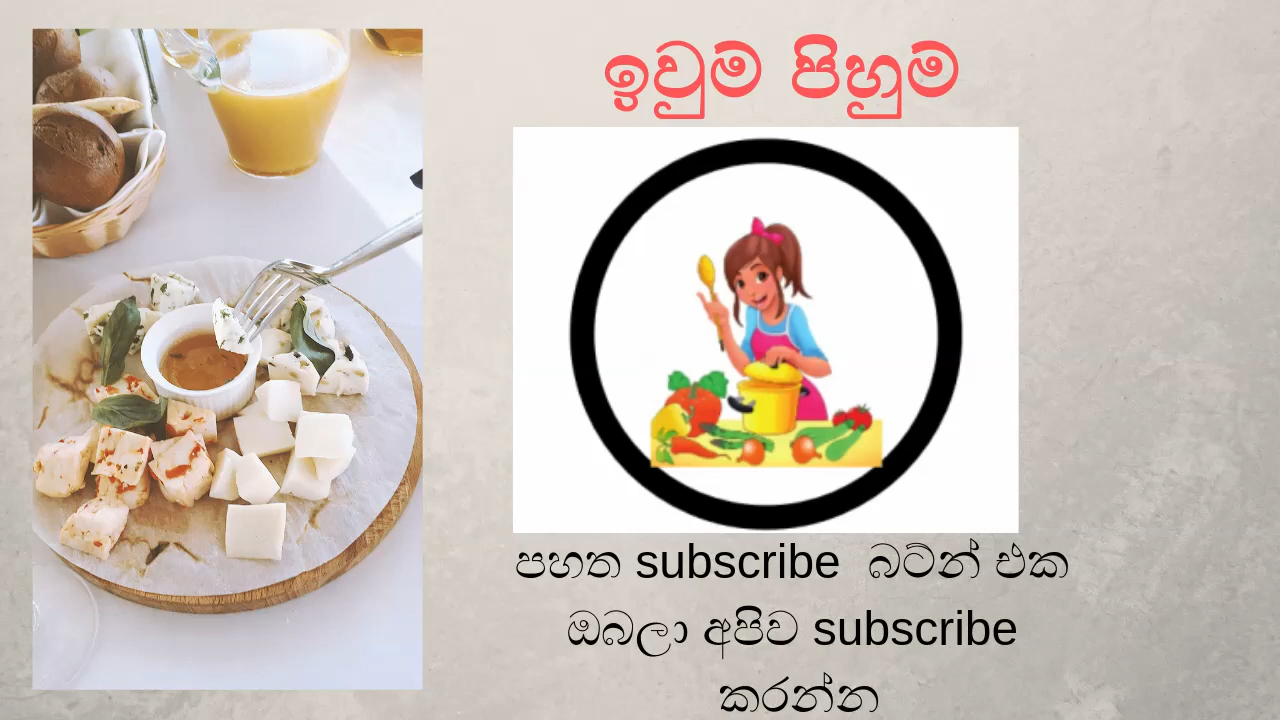 ඉවුම් පිහුම්
පහත subscribe බටන් එක
ඔබලා අපිව subscribe
කරන්න